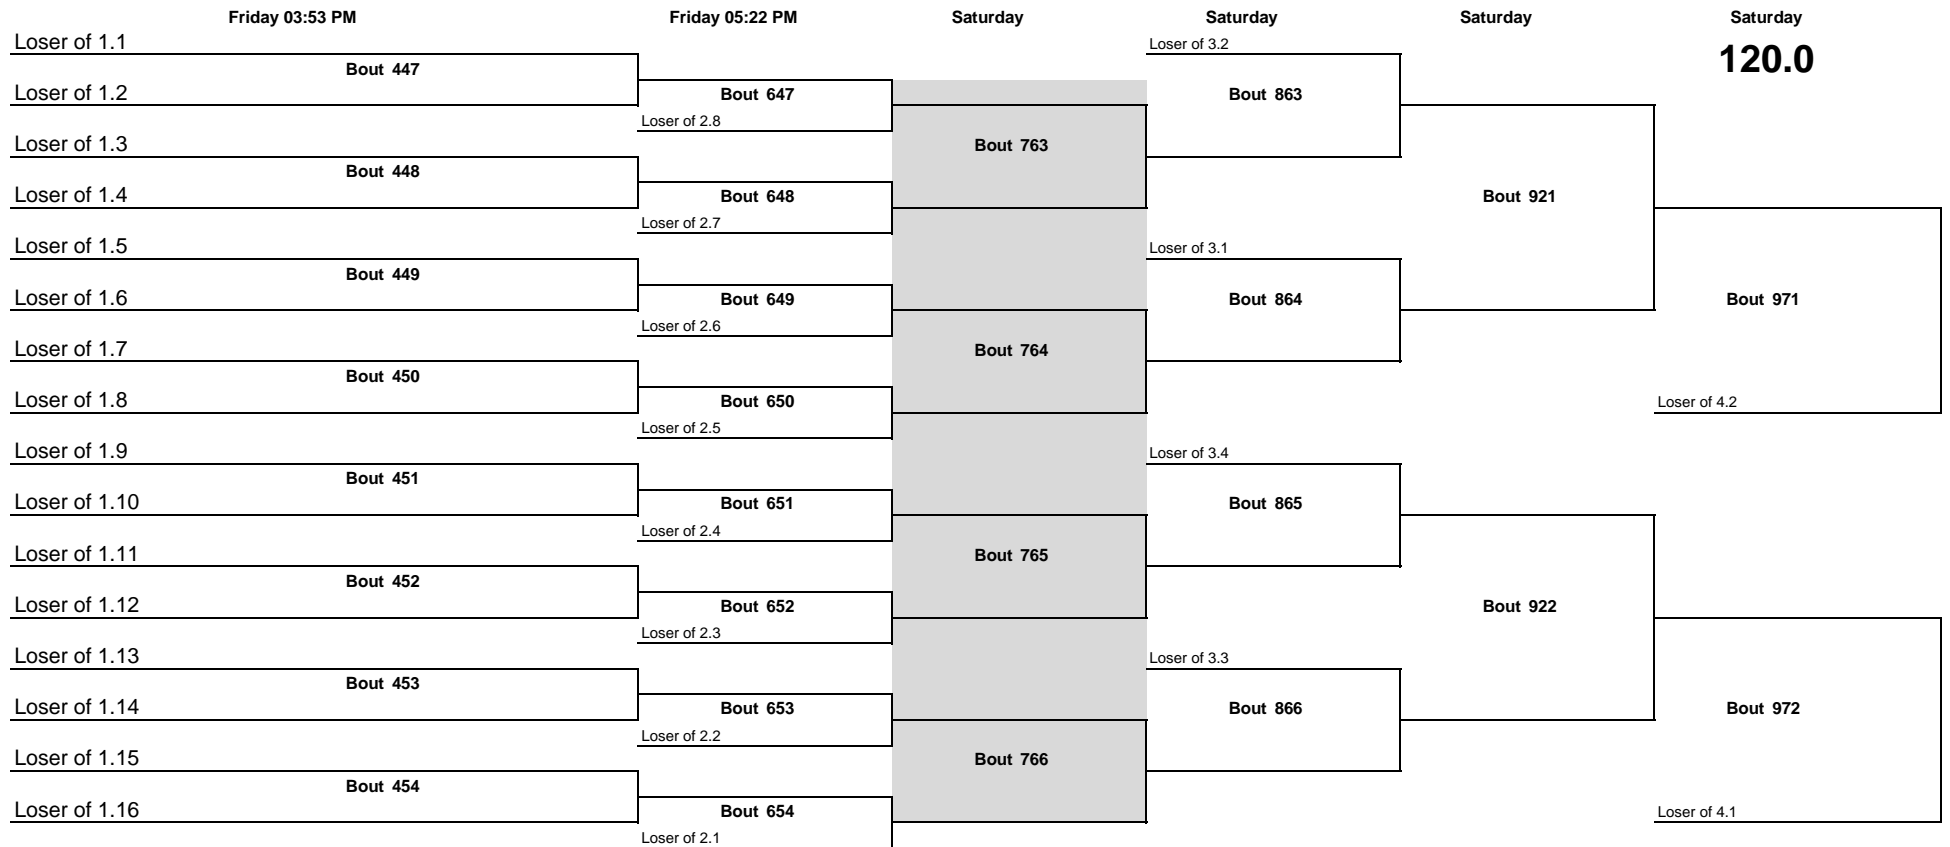 Friday 03:53 PM Friday 05:22 PM Saturday Saturday Saturday Saturday
Loser of 1.1 Loser of 3.2
120.0
Bout 447
Loser of 1.2 Bout 647 Bout 863
Loser of 2.8
Loser of 1.3 Bout 763
Bout 448
Loser of 1.4 Bout 648 Bout 921
Loser of 2.7
Loser of 1.5 Loser of 3.1
Bout 449
Loser of 1.6 Bout 649 Bout 864 Bout 971
Loser of 2.6
Loser of 1.7 Bout 764
Bout 450
Loser of 1.8 Bout 650 Loser of 4.2
Loser of 2.5
Loser of 1.9 Loser of 3.4
Bout 451
Loser of 1.10 Bout 651 Bout 865
Loser of 2.4
Loser of 1.11 Bout 765
Bout 452
Loser of 1.12 Bout 652 Bout 922
Loser of 2.3
Loser of 1.13 Loser of 3.3
Bout 453
Loser of 1.14 Bout 653 Bout 866 Bout 972
Loser of 2.2
Loser of 1.15 Bout 766
Bout 454
Loser of 1.16 Bout 654 Loser of 4.1
Loser of 2.1